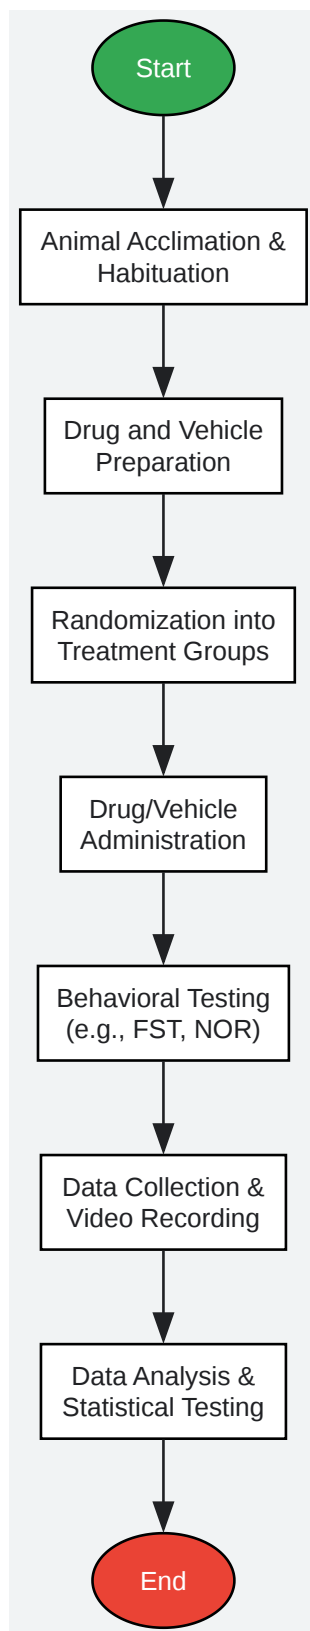 Start
Animal Acclimation &
Habituation
Drug and Vehicle
Preparation
Randomization into
Treatment Groups
Drug/Vehicle
Administration
Behavioral Testing
(e.g., FST, NOR)
Data Collection &
Video Recording
Data Analysis &
Statistical Testing
End